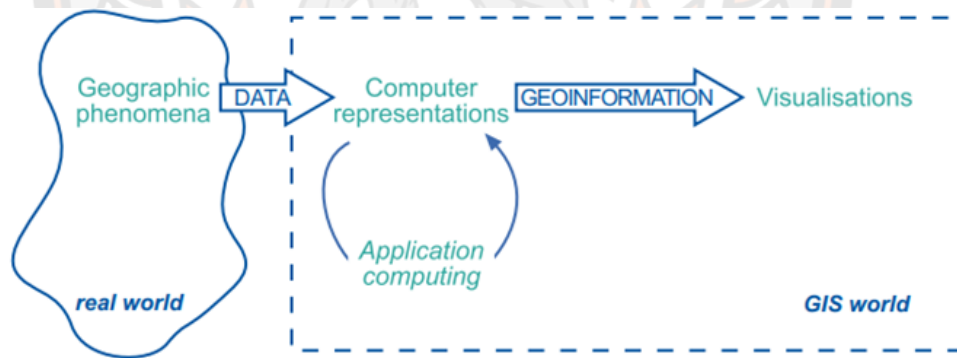 Geographic
phenomena
DATA
Computer
representations
GEOINFORMATION
Visualisations
Application
computing
real world
GIS world